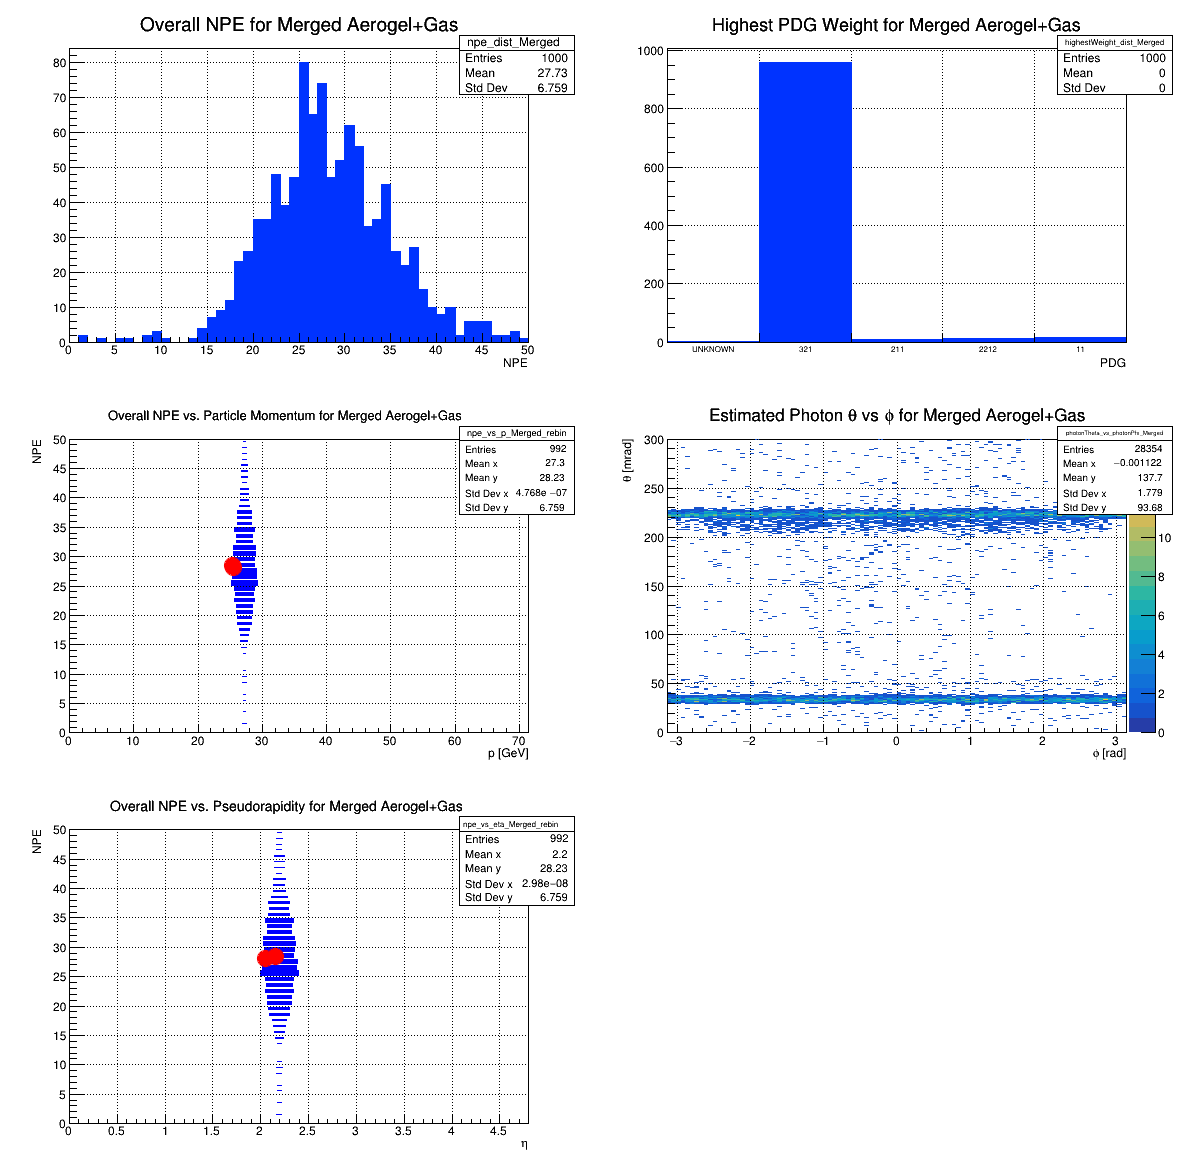 Overall NPE for Merged Aerogel+Gas
npe_dist_Merged
Entries 1000
Mean 27.73
Std Dev 6.759
80
70
60
50
40
30
20
10
0
0 5 10 15 20 25 30 35 40 45 50
NPE
Highest PDG Weight for Merged Aerogel+Gas
highestWeight_dist_Merged
Entries 1000
Mean 0
Std Dev 0
1000
800
600
400
200
0
UNKNOWN 321 211 2212 11
PDG
Overall NPE vs. Particle Momentum for Merged Aerogel+Gas
npe_vs_p_Merged_rebin
Entries 992
Mean x 27.3
Mean y 28.23
Std Dev x 4.768e −07
Std Dev y 6.759
NPE
50
45
40
35
30
25
20
15
10
5
0
0 10 20 30 40 50 60 70
p [GeV]
Estimated Photon θ vs ϕ for Merged Aerogel+Gas
photonTheta_vs_photonPhi_Merged
Entries 28354
Mean x −0.001122
Mean y 137.7
Std Dev x 1.779
Std Dev y 93.68
θ [mrad]
300
250
200
150
100
50
0
−3 −2 −1 0 1 2 3
ϕ [rad]
10
8
6
4
2
0
Overall NPE vs. Pseudorapidity for Merged Aerogel+Gas
npe_vs_eta_Merged_rebin
Entries 992
Mean x 2.2
Mean y 28.23
Std Dev x 2.98e−08
Std Dev y 6.759
NPE
50
45
40
35
30
25
20
15
10
5
0
0 0.5 1 1.5 2 2.5 3 3.5 4 4.5
η